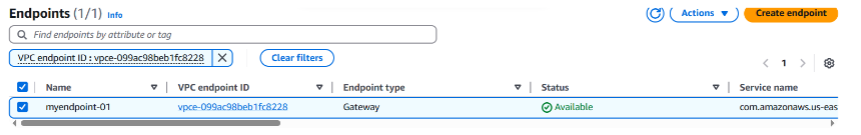 Endpoints (1/1) Info
Actions
Create endpoint
Find endpoints by attribute or tag
VPC endpoint ID : vpce-099ac98beb1fc8228
Clear filters
1
Name VPC endpoint ID Endpoint type Status Service name
myendpoint-01 vpce-099ac98beb1fc8228 Gateway Available com.amazonaws.us-eas